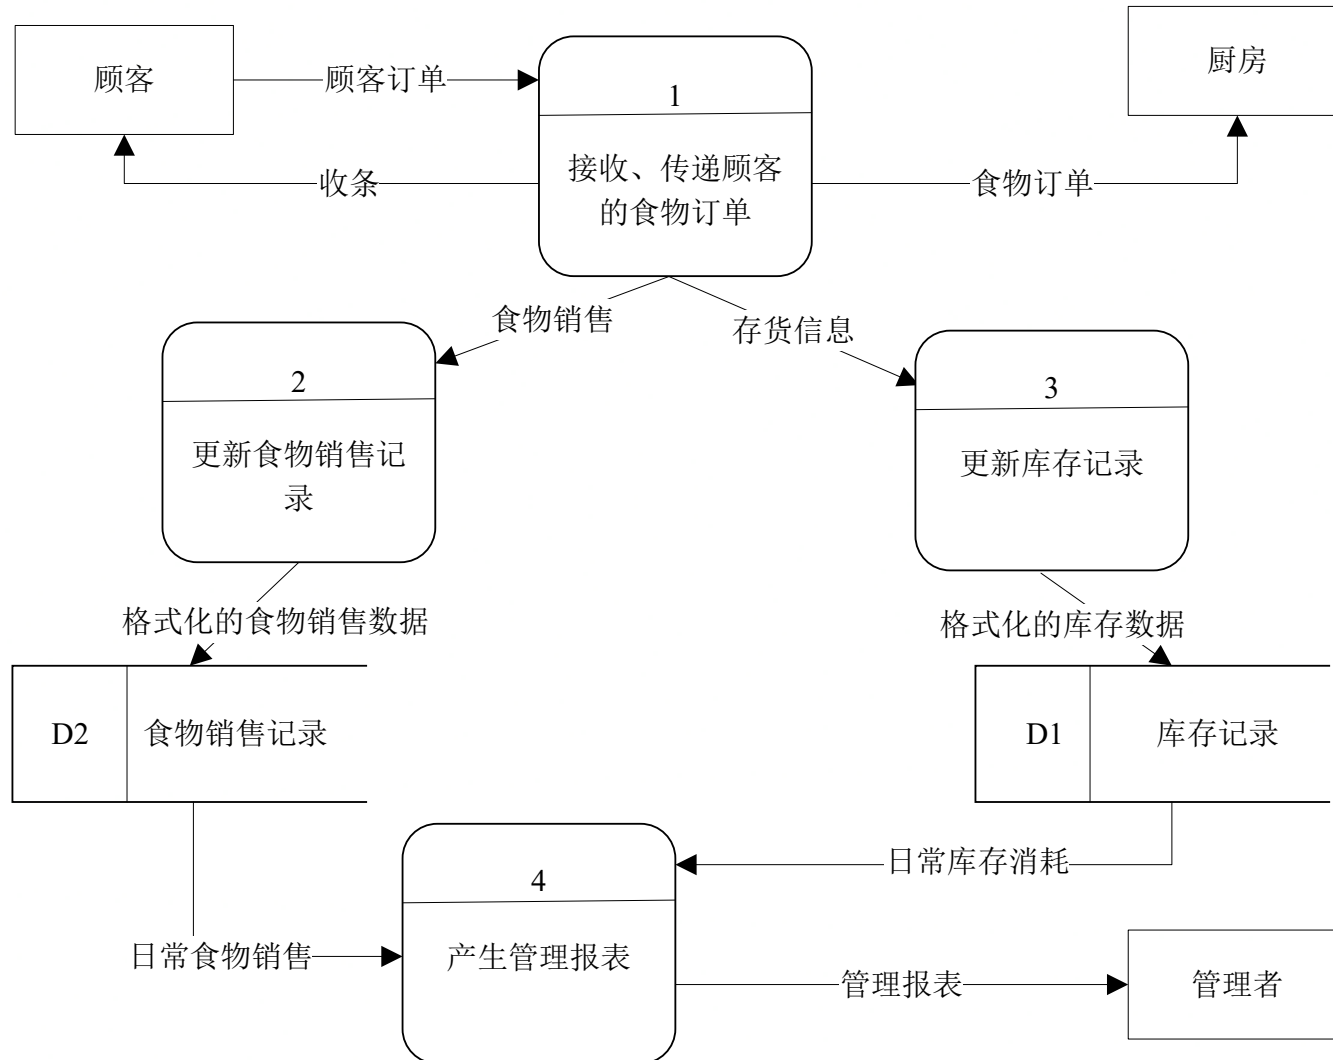 顾客
顾客订单
1
厨房
收条
接收、传递顾客
的食物订单
食物订单
食物销售
存货信息
2
3
更新食物销售记
录
更新库存记录
格式化的食物销售数据
格式化的库存数据
D2
食物销售记录
D1
库存记录
4
日常库存消耗
日常食物销售
产生管理报表
管理报表
管理者